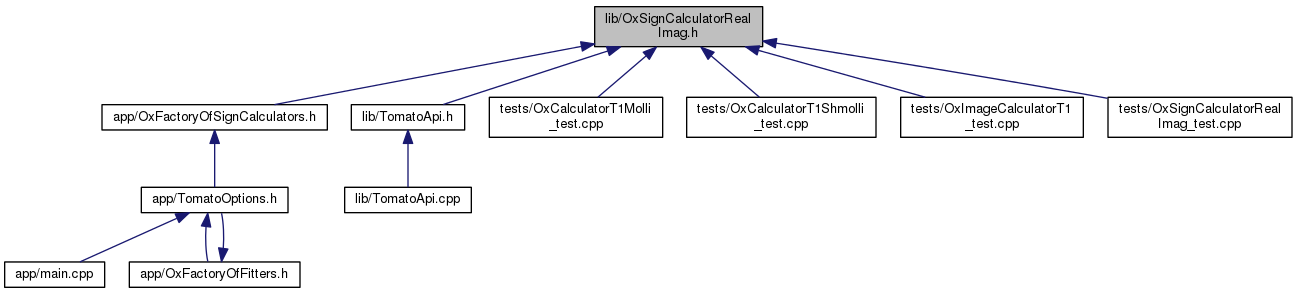 lib/OxSignCalculatorReal
Imag.h
app/OxFactoryOfSignCalculators.h
lib/TomatoApi.h
tests/OxCalculatorT1Molli
_test.cpp
tests/OxCalculatorT1Shmolli
_test.cpp
tests/OxImageCalculatorT1
_test.cpp
tests/OxSignCalculatorReal
Imag_test.cpp
app/TomatoOptions.h
lib/TomatoApi.cpp
app/main.cpp
app/OxFactoryOfFitters.h